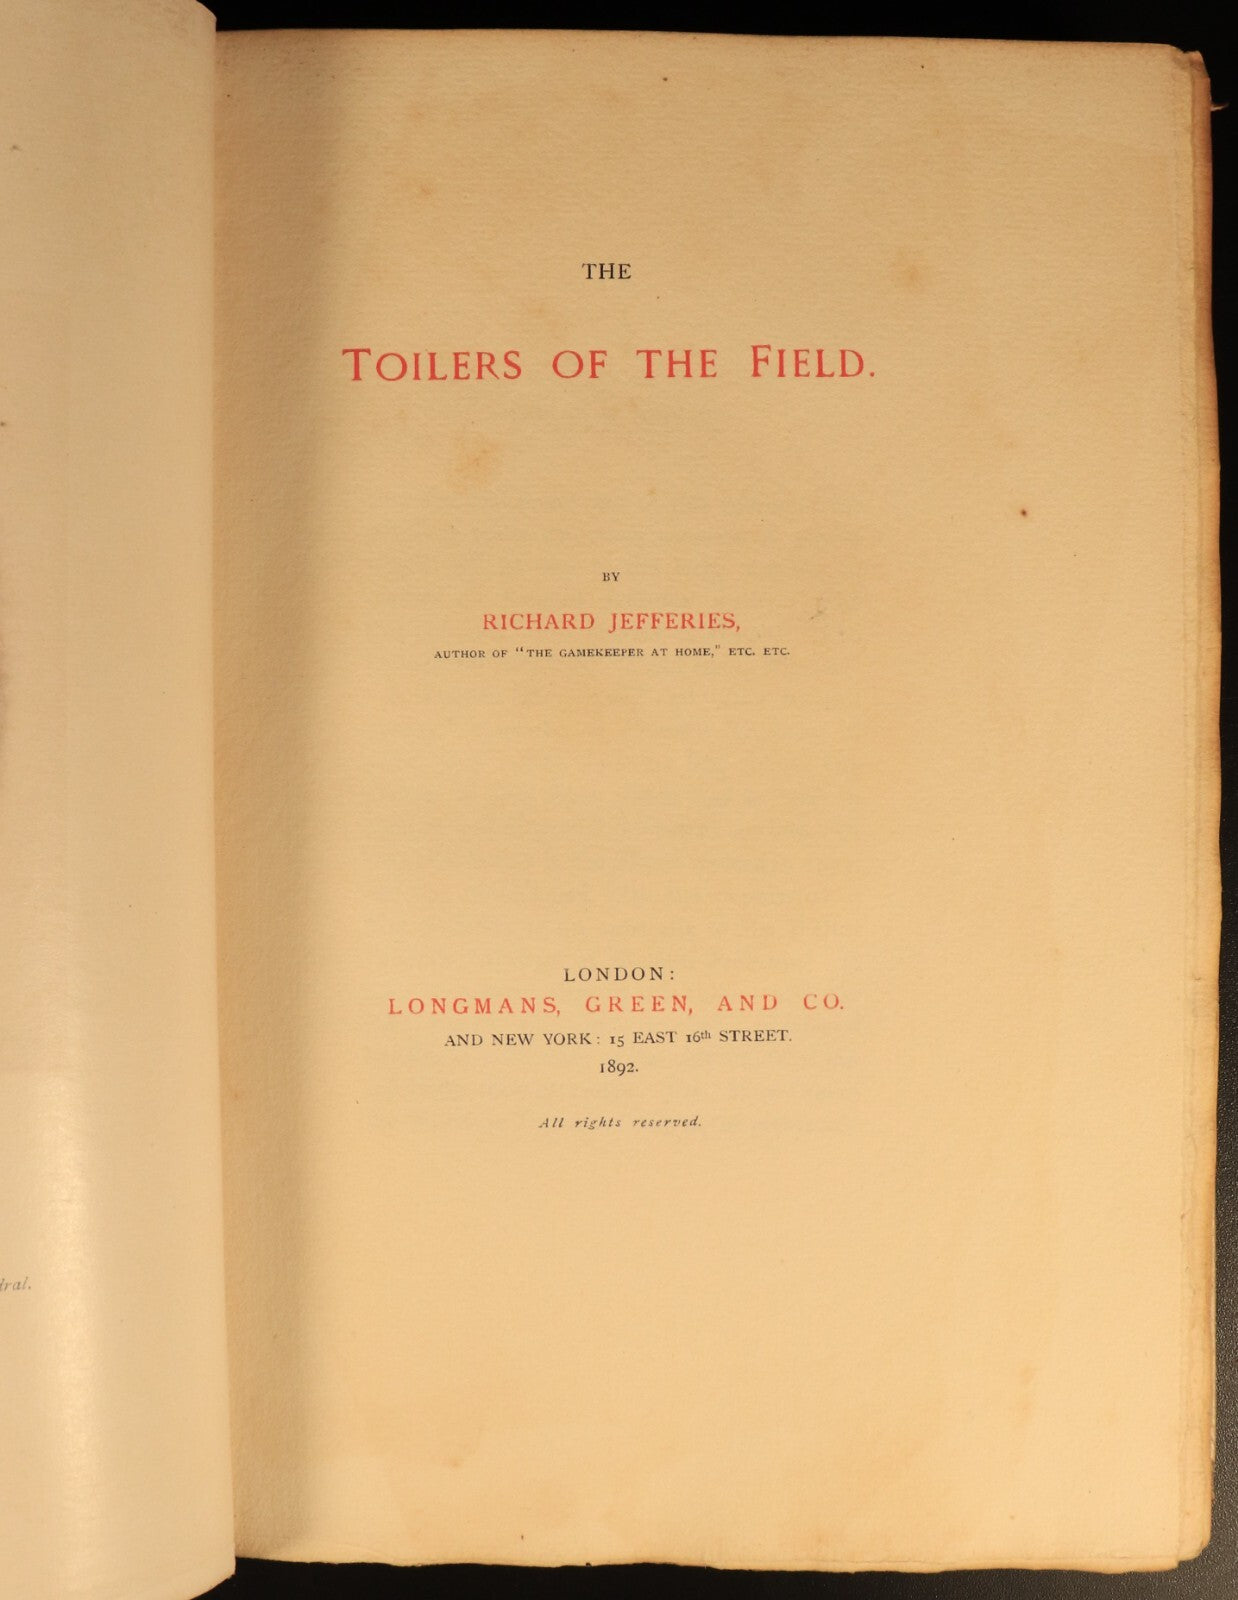 THE
TOILERS OF THE FIELD.
BY
RICHARD JEFFERIES,
AUTHOR OF "THE GAMEKEEPER AT HOME," ETC. ETC.
LONDON:
LONGMANS, GREEN, AND CO.
AND NEW YORK: 15 EAST 16th STREET.
1892.
All rights reserved.